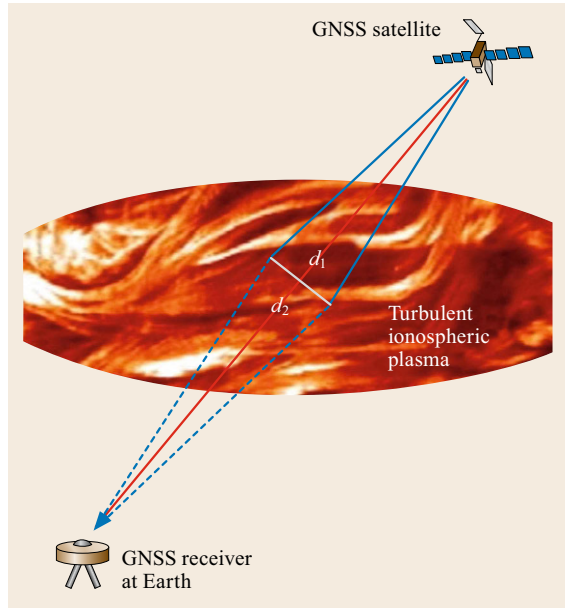 GNSS satellite
d1
d2
Turbulent
ionospheric
plasma
GNSS receiver
at Earth